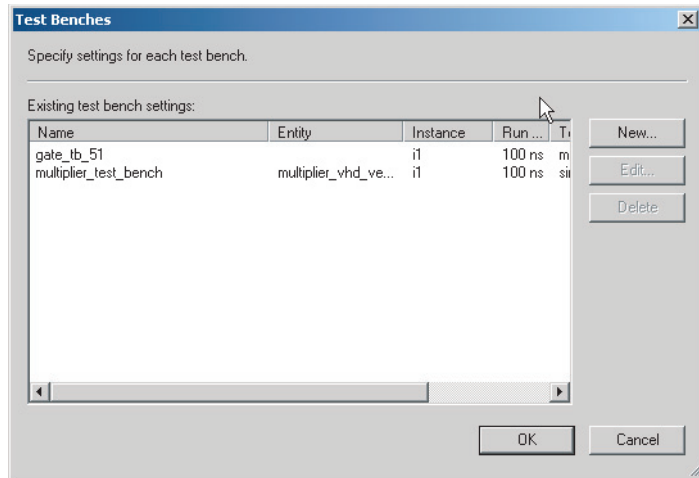 Test Benches
Specify settings for each test bench.
Existing test bench settings:
Name Entity Instance Run ... New...
gate_tb_51 i1 100 ns m
multiplier_test_bench multiplier_vhd_ve... i1 100 ns Edit...
Delete
OK Cancel